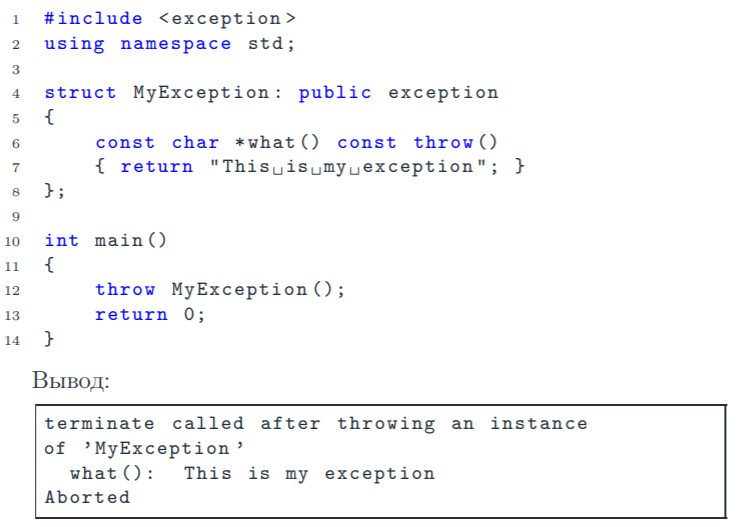 1 #include <exception>
2 using namespace std;
3
4 struct MyException: public exception
5 {
6 const char *what() const throw()
7 { return "This␣is␣my␣exception"; }
8 };
9
10 int main()
11 {
12 throw MyException();
13 return 0;
14 }
Вывод:
terminate called after throwing an instance
of ’MyException’
what(): This is my exception
Aborted